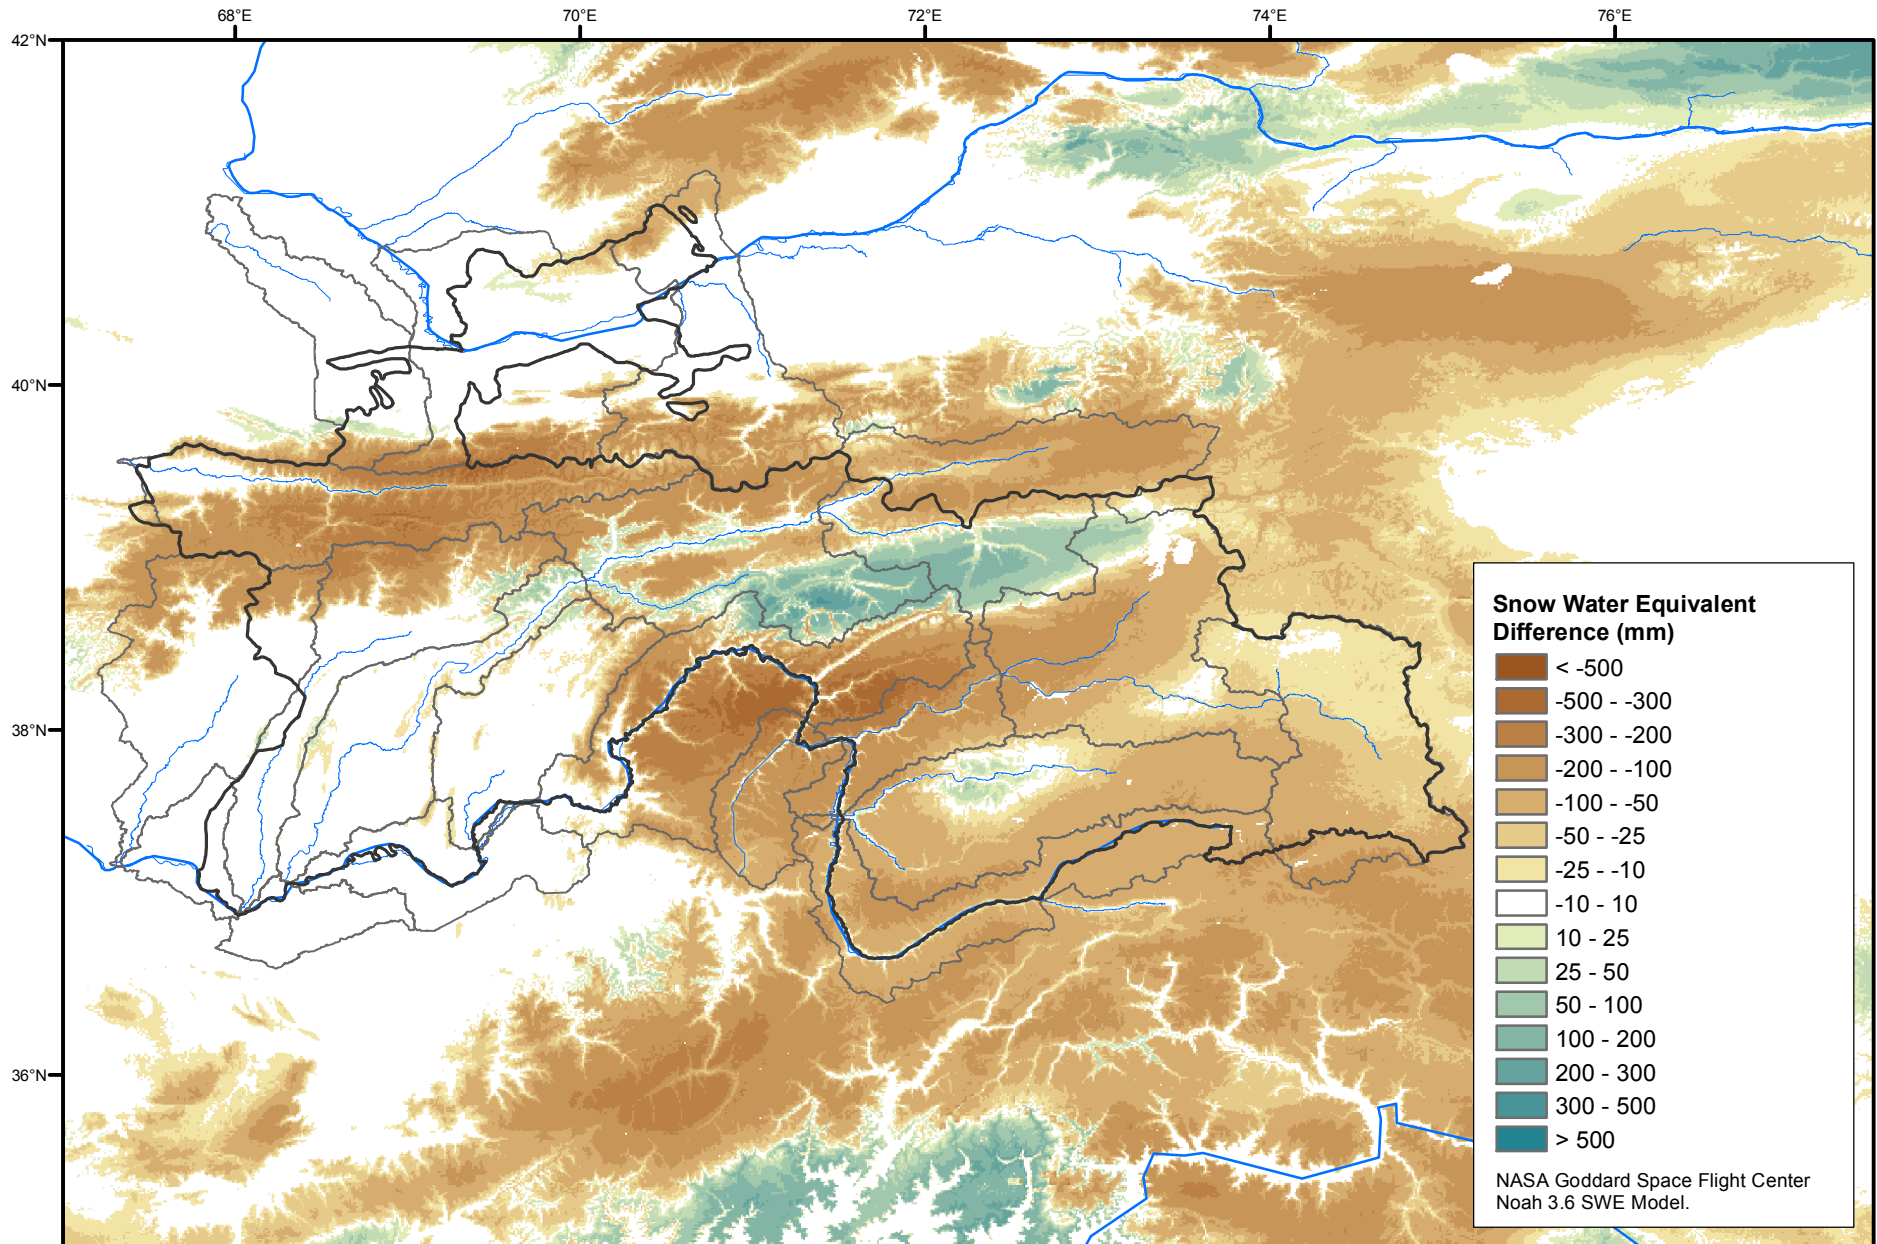 68°E 70°E 72°E 74°E 76°E
42°N
40°N
38°N
36°N
Snow Water Equivalent
Difference (mm)
< -500
-500 - -300
-300 - -200
-200 - -100
-100 - -50
-50 - -25
-25 - -10
-10 - 10
10 - 25
25 - 50
50 - 100
100 - 200
200 - 300
300 - 500
> 500
NASA Goddard Space Flight Center
Noah 3.6 SWE Model.